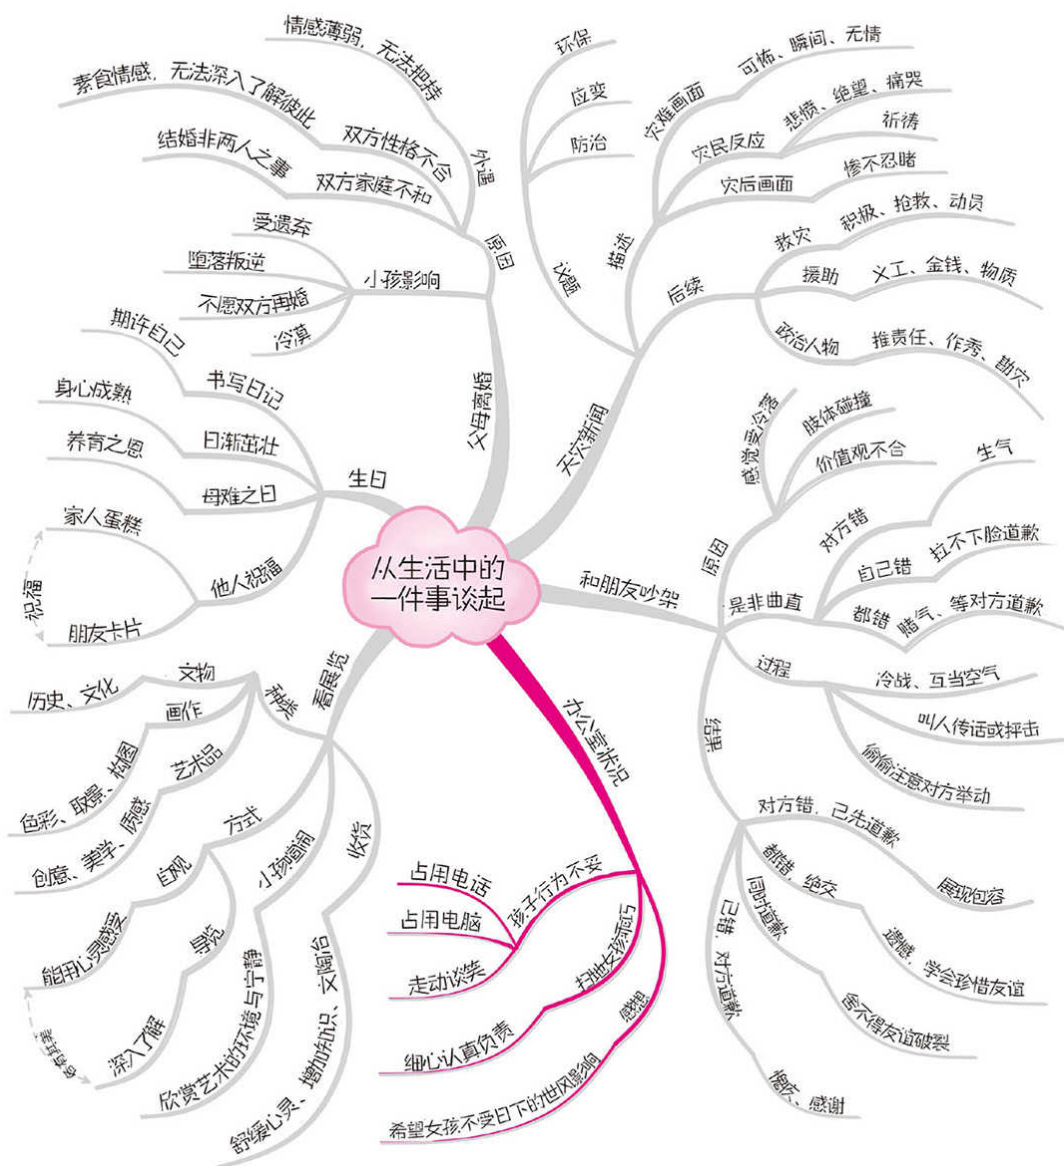 从生活中的
一件事谈起
父母离婚
原因
外遇
情感薄弱，无法把持
双方性格不合
素食情感，无法深入了解彼此
双方家庭不和
结婚非两人之事
小孩影响
受遗弃
堕落叛逆
不愿双方再婚
冷漠
天灾新闻
议题
环保
应变
防治
描述
灾难画面
可怖、瞬间、无情
灾民反应
悲愤、绝望、痛哭
祈祷
灾后画面
惨不忍睹
后续
救灾
积极、抢救、动员
援助
义工、金钱、物质
政治人物
推责任、作秀、勘灾
和朋友吵架
原因
感觉受冷落
肢体碰撞
价值观不合
是非曲直
对方错
生气
自己错
拉不下脸道歉
都错
赌气、等对方道歉
过程
冷战、互当空气
叫人传话或抨击
偷偷注意对方举动
结果
对方错，己先道歉
展现包容
都错，绝交
遗憾，学会珍惜友谊
同时道歉
舍不得友谊破裂
己错，对方道歉
愧疚、感谢
办公室状况
孩子行为不妥
占用电话
占用电脑
走动谈笑
扫地女孩乖巧
细心认真负责
感想
希望女孩不受日下的世风影响
看展览
种类
文物
历史、文化
画作
色彩、取景、构图
艺术品
创意、美学、质感
方式
自观
能用心灵感受
导览
深入了解
各有其美
小孩喧闹
欣赏艺术的环境与宁静
收货
舒缓心灵、增加知识、文陶冶
生日
书写日记
期许自己
日渐茁壮
身心成熟
母难之日
养育之恩
他人祝福
家人蛋糕
朋友卡片
祝福